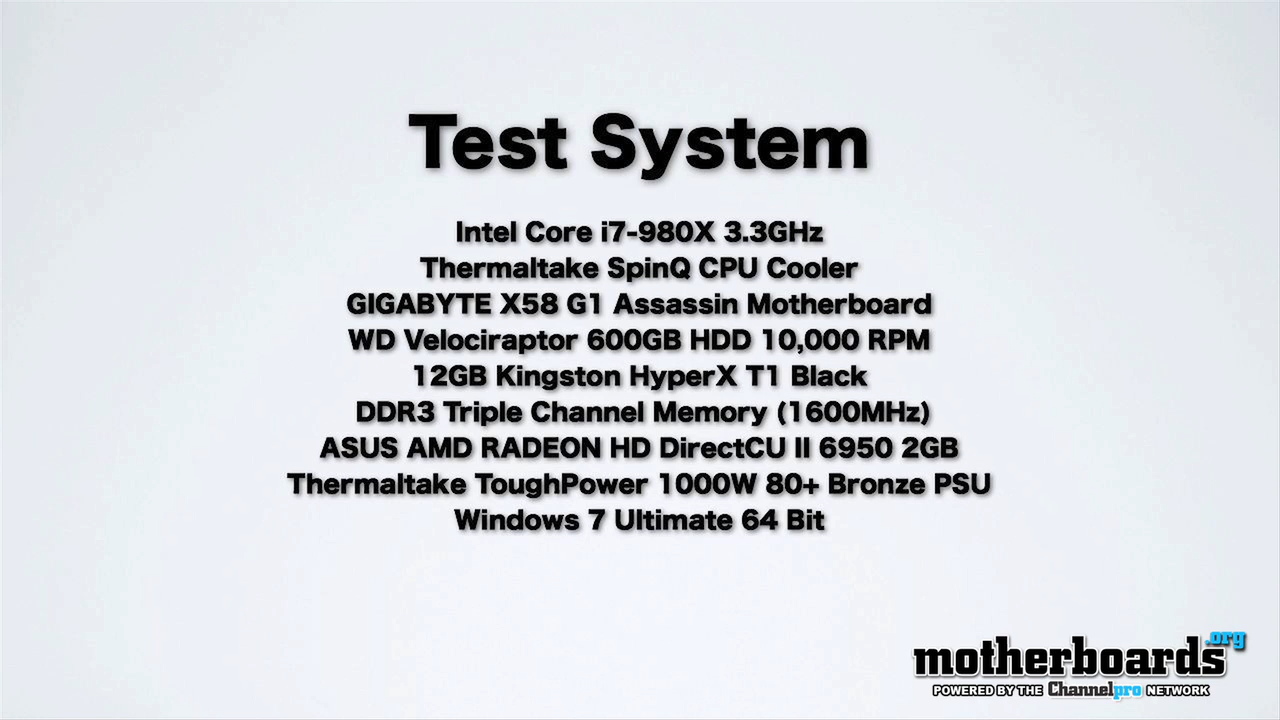 Test System
Intel Core i7-980X 3.3GHz
Thermaltake SpinQ CPU Cooler
GIGABYTE X58 G1 Assassin Motherboard
WD Velociraptor 600GB HDD 10,000 RPM
12GB Kingston HyperX T1 Black
DDR3 Triple Channel Memory (1600MHz)
ASUS AMD RADEON HD DirectCU II 6950 2GB
Thermaltake ToughPower 1000W 80+ Bronze PSU
Windows 7 Ultimate 64 Bit
motherboards.org
POWERED BY THE Channelpro NETWORK